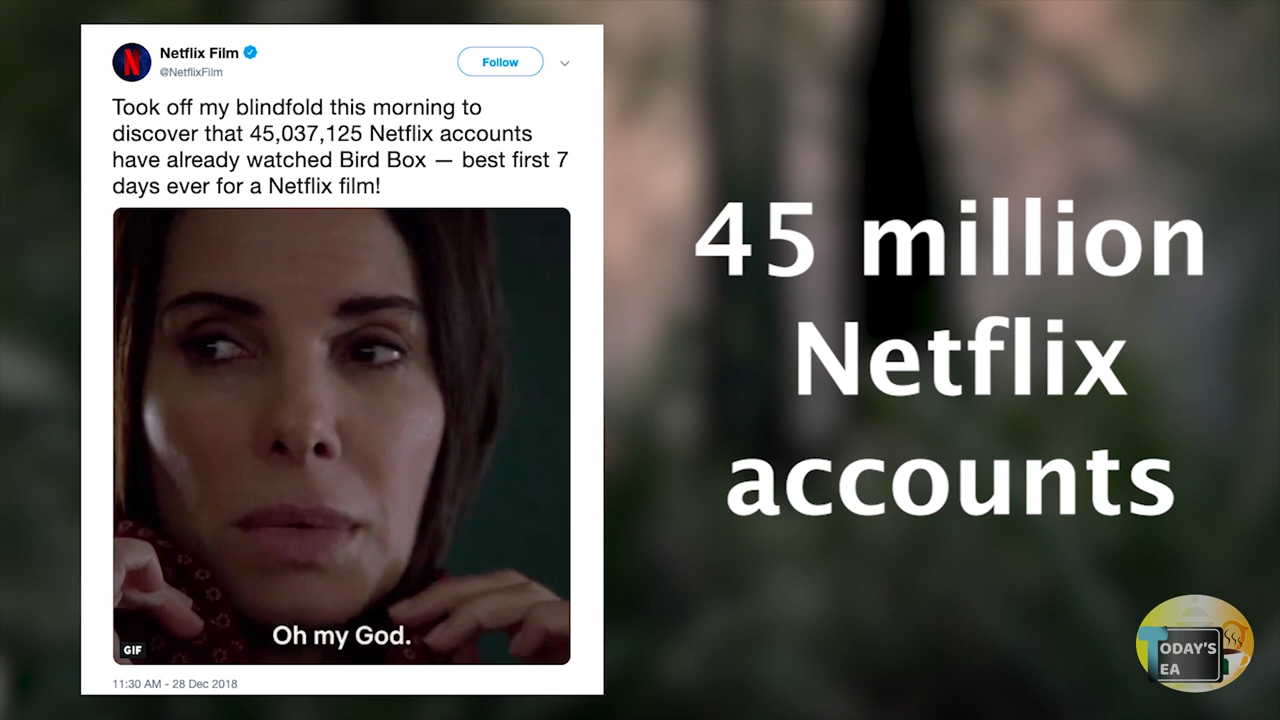 Netflix Film
@NetflixFilm
Follow
Took off my blindfold this morning to
discover that 45,037,125 Netflix accounts
have already watched Bird Box — best first 7
days ever for a Netflix film!
Oh my God.
GIF
11:30 AM - 28 Dec 2018
45 million
Netflix
accounts
TODAY'S
TEA